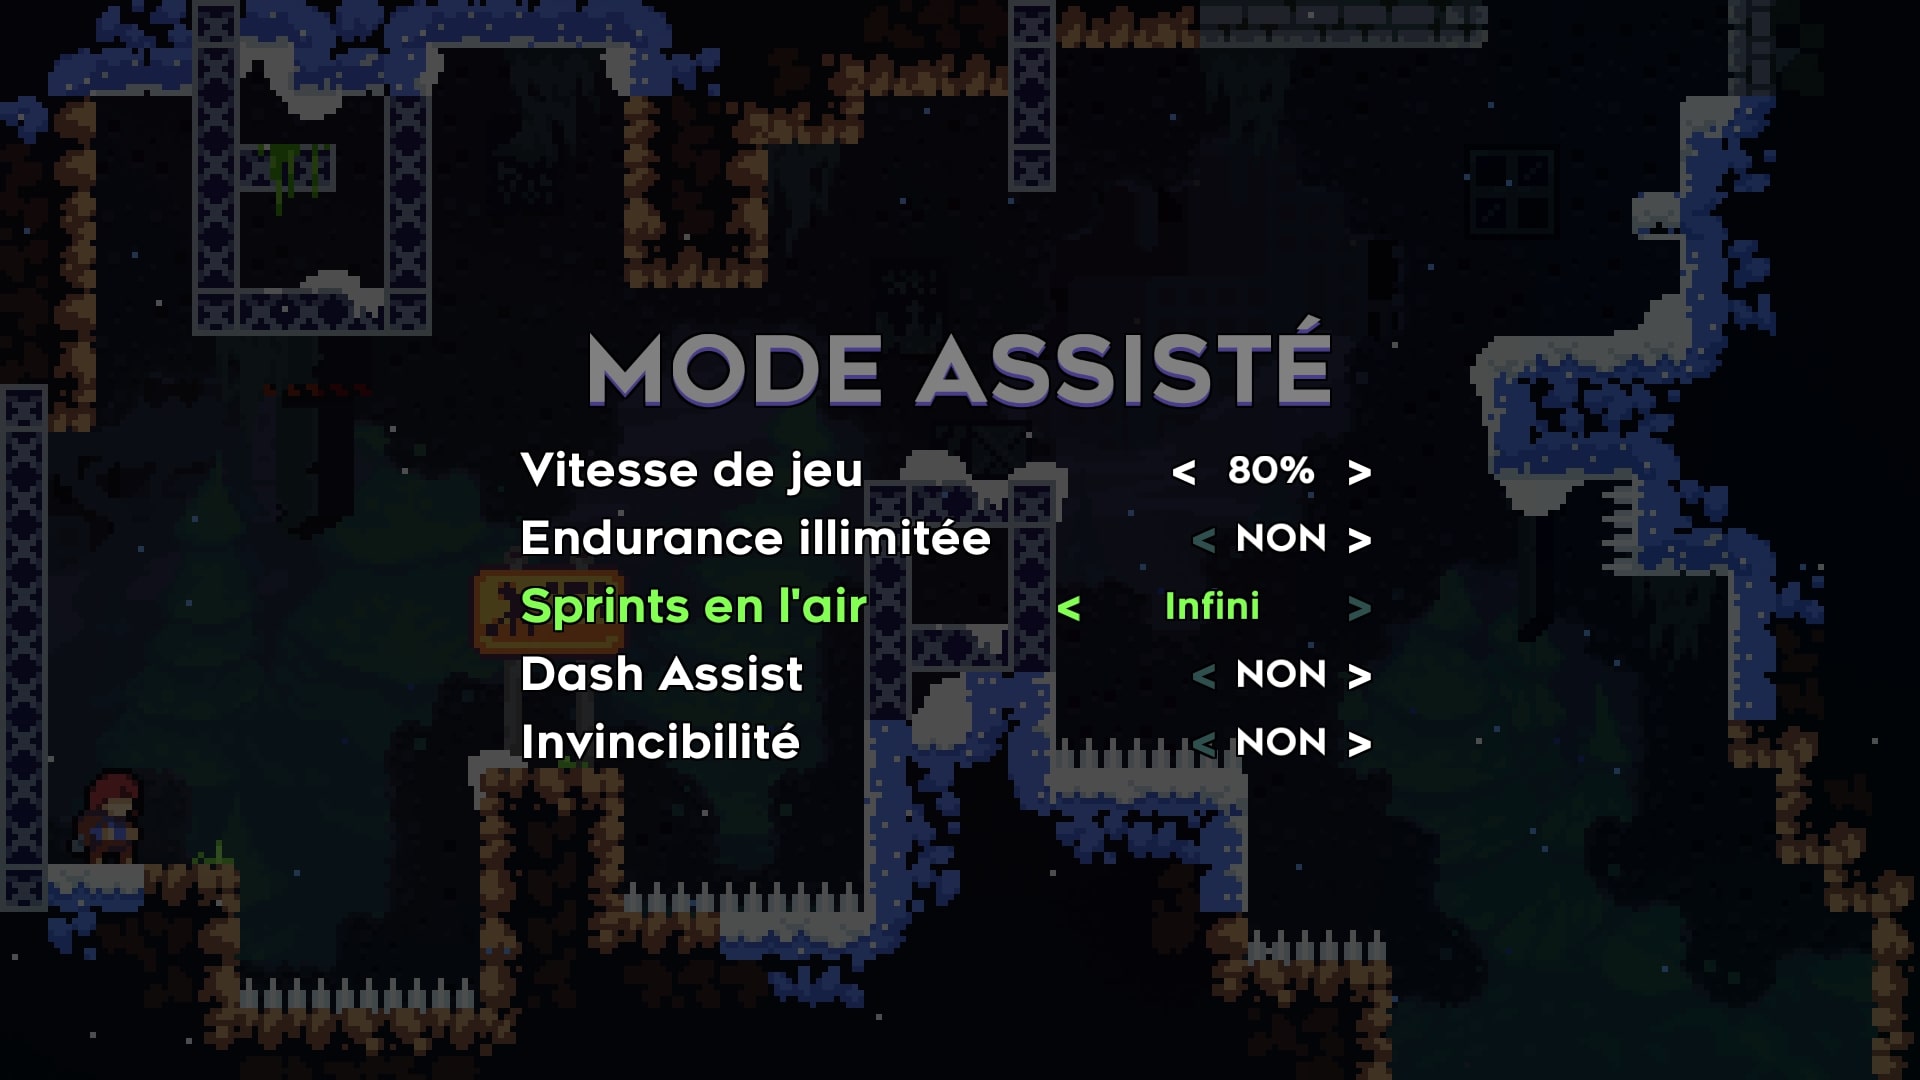 MODE ASSISTÉ
Vitesse de jeu < 80% >
Endurance illimitée < NON >
Sprints en l'air < Infini >
Dash Assist < NON >
Invincibilité < NON >